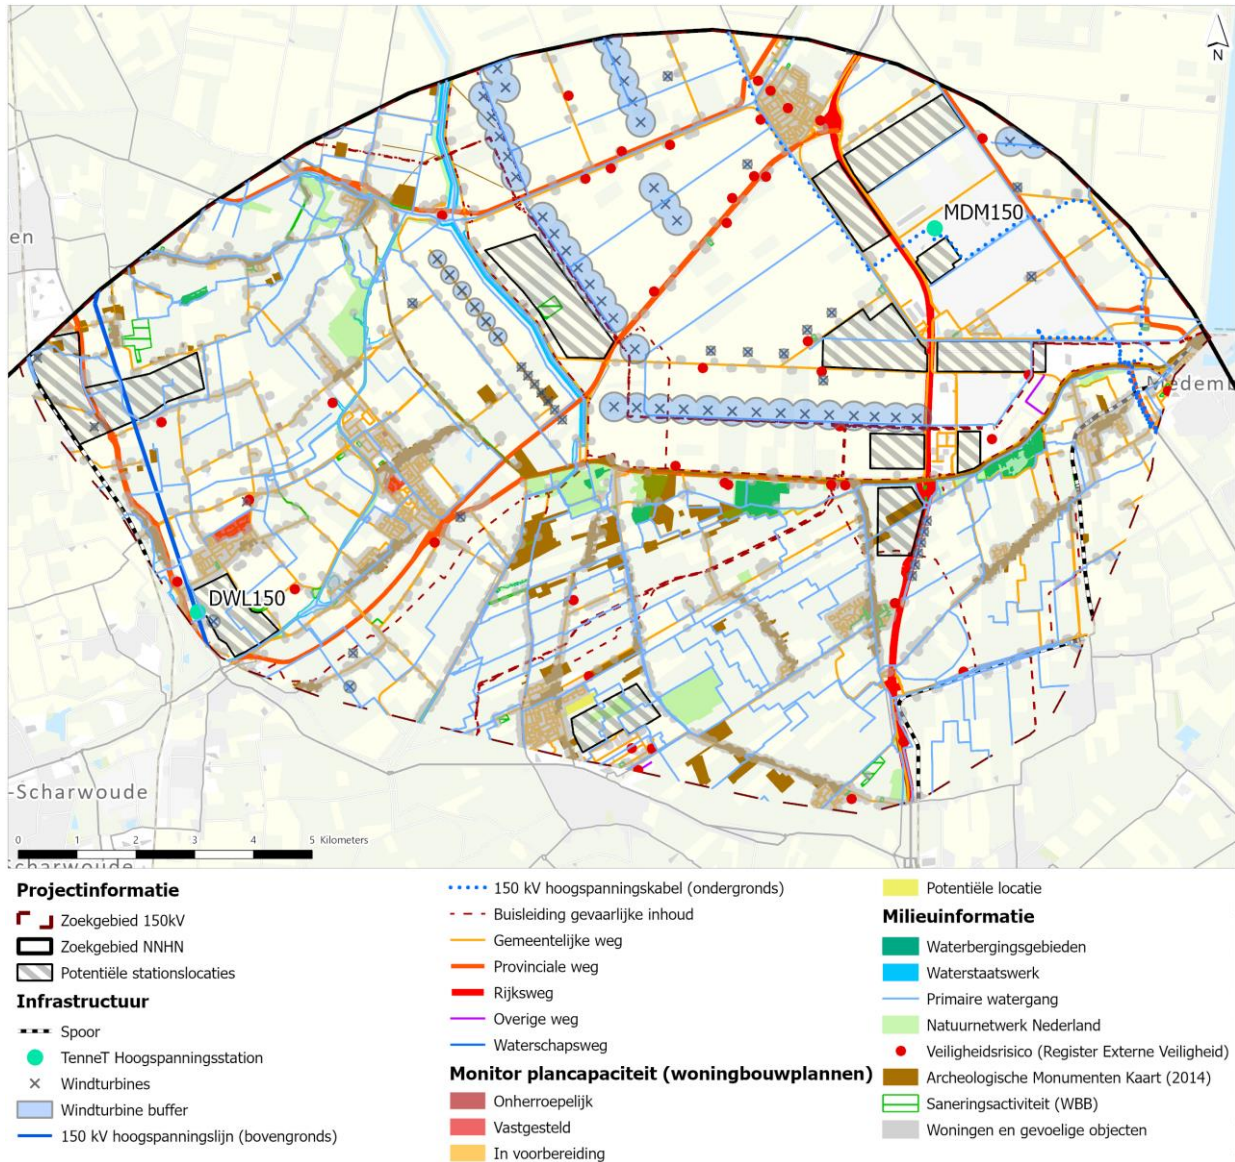 N
en
MDM150
Medemb
DWL150
-Scharwoude
Scharwoude
0 1 2 3 4 5 Kilometers
Projectinformatie
Zoekgebied 150kV
Zoekgebied NNHN
Potentiële stationslocaties
Infrastructuur
Spoor
TenneT Hoogspanningsstation
Windturbines
Windturbine buffer
150 kV hoogspanningslijn (bovengronds)
150 kV hoogspanningskabel (ondergronds)
Buisleiding gevaarlijke inhoud
Gemeentelijke weg
Provinciale weg
Rijksweg
Overige weg
Waterschapsweg
Monitor plancapaciteit (woningbouwplannen)
Onherroepelijk
Vastgesteld
In voorbereiding
Potentiële locatie
Milieuinformatie
Waterbergingsgebieden
Waterstaatswerk
Primaire watergang
Natuurnetwerk Nederland
Veiligheidsrisico (Register Externe Veiligheid)
Archeologische Monumenten Kaart (2014)
Saneringsactiviteit (WBB)
Woningen en gevoelige objecten